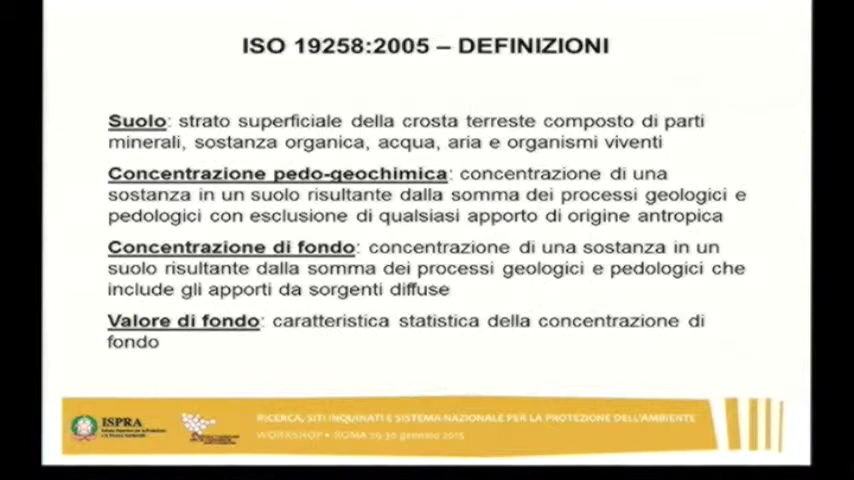 ISO 19258:2005 – DEFINIZIONI
Suolo: strato superficiale della crosta terreste composto di parti
minerali, sostanza organica, acqua, aria e organismi viventi
Concentrazione pedo-geochimica: concentrazione di una
sostanza in un suolo risultante dalla somma dei processi geologici e
pedologici con esclusione di qualsiasi apporto di origine antropica
Concentrazione di fondo: concentrazione di una sostanza in un
suolo risultante dalla somma dei processi geologici e pedologici che
include gli apporti da sorgenti diffuse
Valore di fondo: caratteristica statistica della concentrazione di
fondo
ISPRA
RICERCA, SITI INQUINATI E SISTEMA NAZIONALE PER LA PROTEZIONE DELL'AMBIENTE
WORKSHOP • ROMA 29-30 gennaio 2015